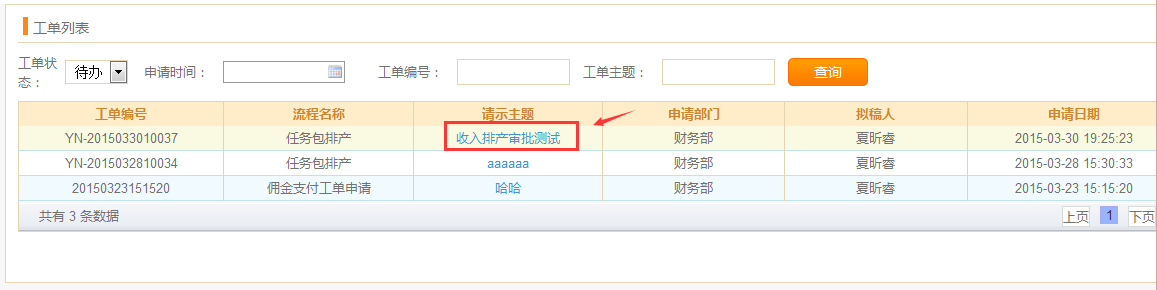 工单列表
工单状态： 待办 申请时间： 工单编号： 工单主题： 查询
工单编号 流程名称 请示主题 申请部门 拟稿人 申请日期
YN-2015033010037 任务包排产 收入排产审批测试 财务部 夏昕睿 2015-03-30 19:25:23
YN-2015032810034 任务包排产 aaaaaa 财务部 夏昕睿 2015-03-28 15:30:33
20150323151520 佣金支付工单申请 哈哈 财务部 夏昕睿 2015-03-23 15:15:20
共有 3 条数据 上页 1 下页